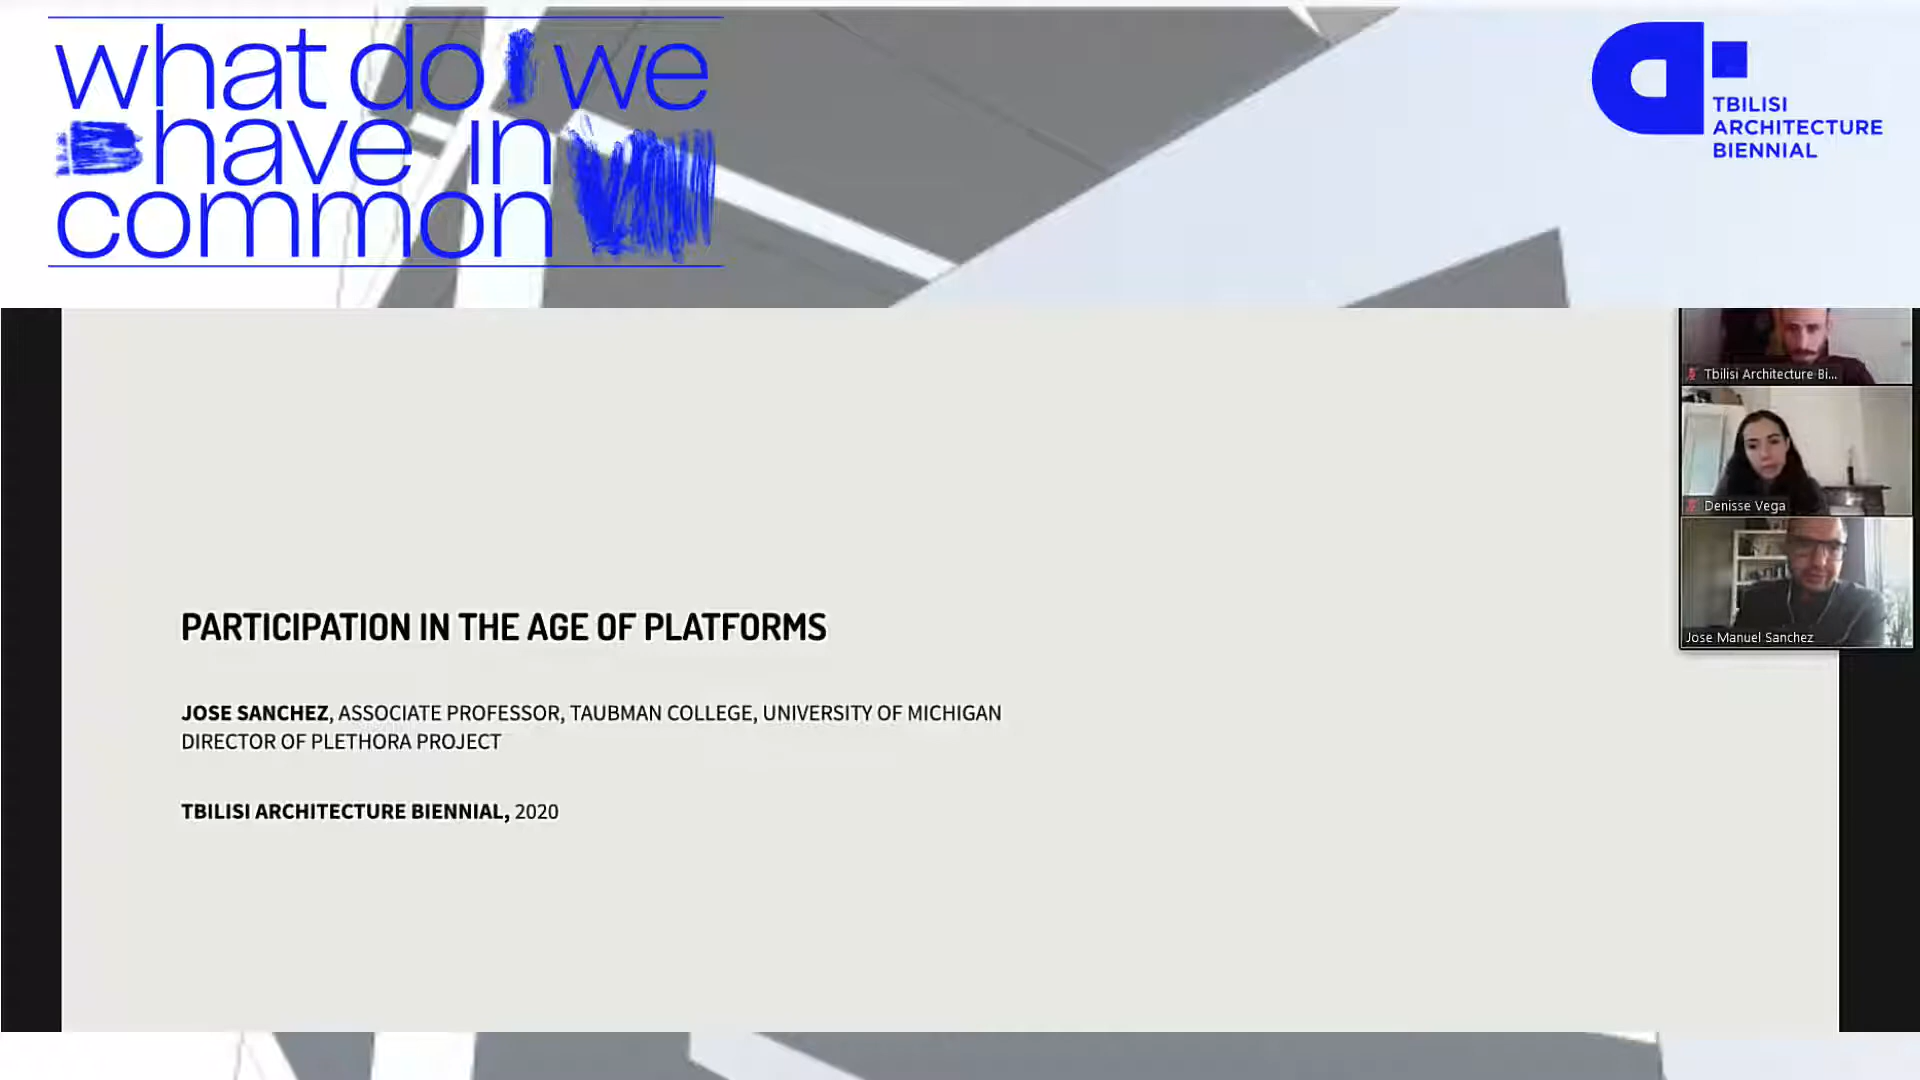 what do we
have in
common
TBILISI
ARCHITECTURE
BIENNIAL
Tbilisi Architecture Bi...
Denisse Vega
Jose Manuel Sanchez
PARTICIPATION IN THE AGE OF PLATFORMS
JOSE SANCHEZ, ASSOCIATE PROFESSOR, TAUBMAN COLLEGE, UNIVERSITY OF MICHIGAN
DIRECTOR OF PLETHORA PROJECT
TBILISI ARCHITECTURE BIENNIAL, 2020